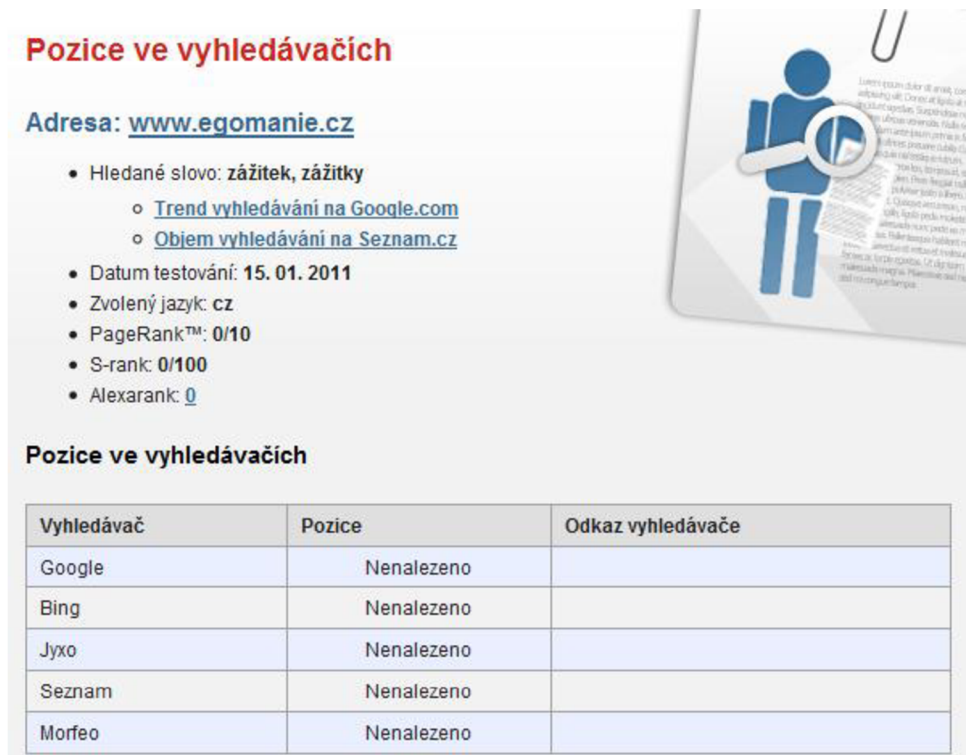 Pozice ve vyhledávačích
Adresa: www.egomanie.cz
Hledané slovo: zážitek, zážitky
Trend vyhledávání na Google.com
Objem vyhledávání na Seznam.cz
Datum testování: 15. 01. 2011
Zvolený jazyk: cz
PageRank™: 0/10
S-rank: 0/100
Alexarank: 0
Pozice ve vyhledávačích
Vyhledávač Pozice Odkaz vyhledávače
Google Nenalezeno
Bing Nenalezeno
Jyxo Nenalezeno
Seznam Nenalezeno
Morfeo Nenalezeno